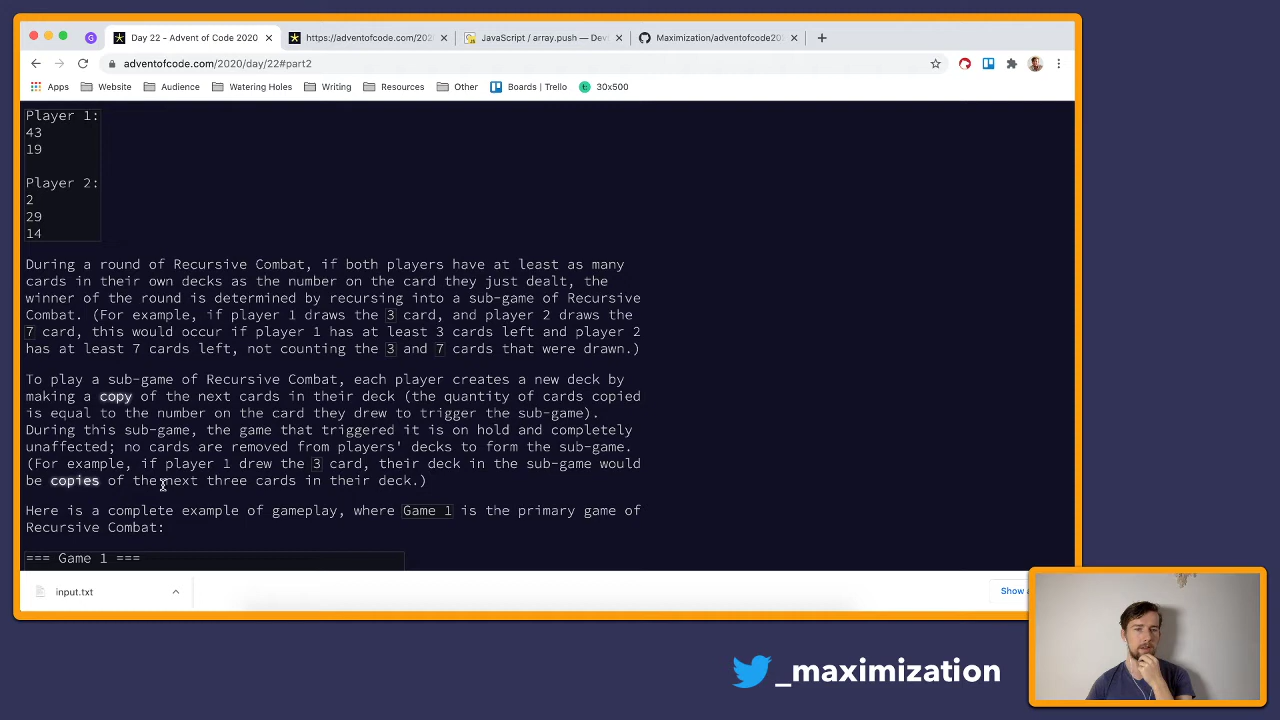 Day 22 - Advent of Code 2020
https://adventofcode.com/202
JavaScript / array.push — Dev
Maximization/adventofcode20
adventofcode.com/2020/day/22#part2
Apps Website Audience Watering Holes Writing Resources Other Boards | Trello 30x500
Player 1:
43
19
Player 2:
2
29
14
During a round of Recursive Combat, if both players have at least as many
cards in their own decks as the number on the card they just dealt, the
winner of the round is determined by recursing into a sub-game of Recursive
Combat. (For example, if player 1 draws the 3 card, and player 2 draws the
7 card, this would occur if player 1 has at least 3 cards left and player 2
has at least 7 cards left, not counting the 3 and 7 cards that were drawn.)
To play a sub-game of Recursive Combat, each player creates a new deck by
making a copy of the next cards in their deck (the quantity of cards copied
is equal to the number on the card they drew to trigger the sub-game).
During this sub-game, the game that triggered it is on hold and completely
unaffected; no cards are removed from players' decks to form the sub-game.
(For example, if player 1 drew the 3 card, their deck in the sub-game would
be copies of the next three cards in their deck.)
Here is a complete example of gameplay, where Game 1 is the primary game of
Recursive Combat:
=== Game 1 ===
input.txt
Show
_maximization